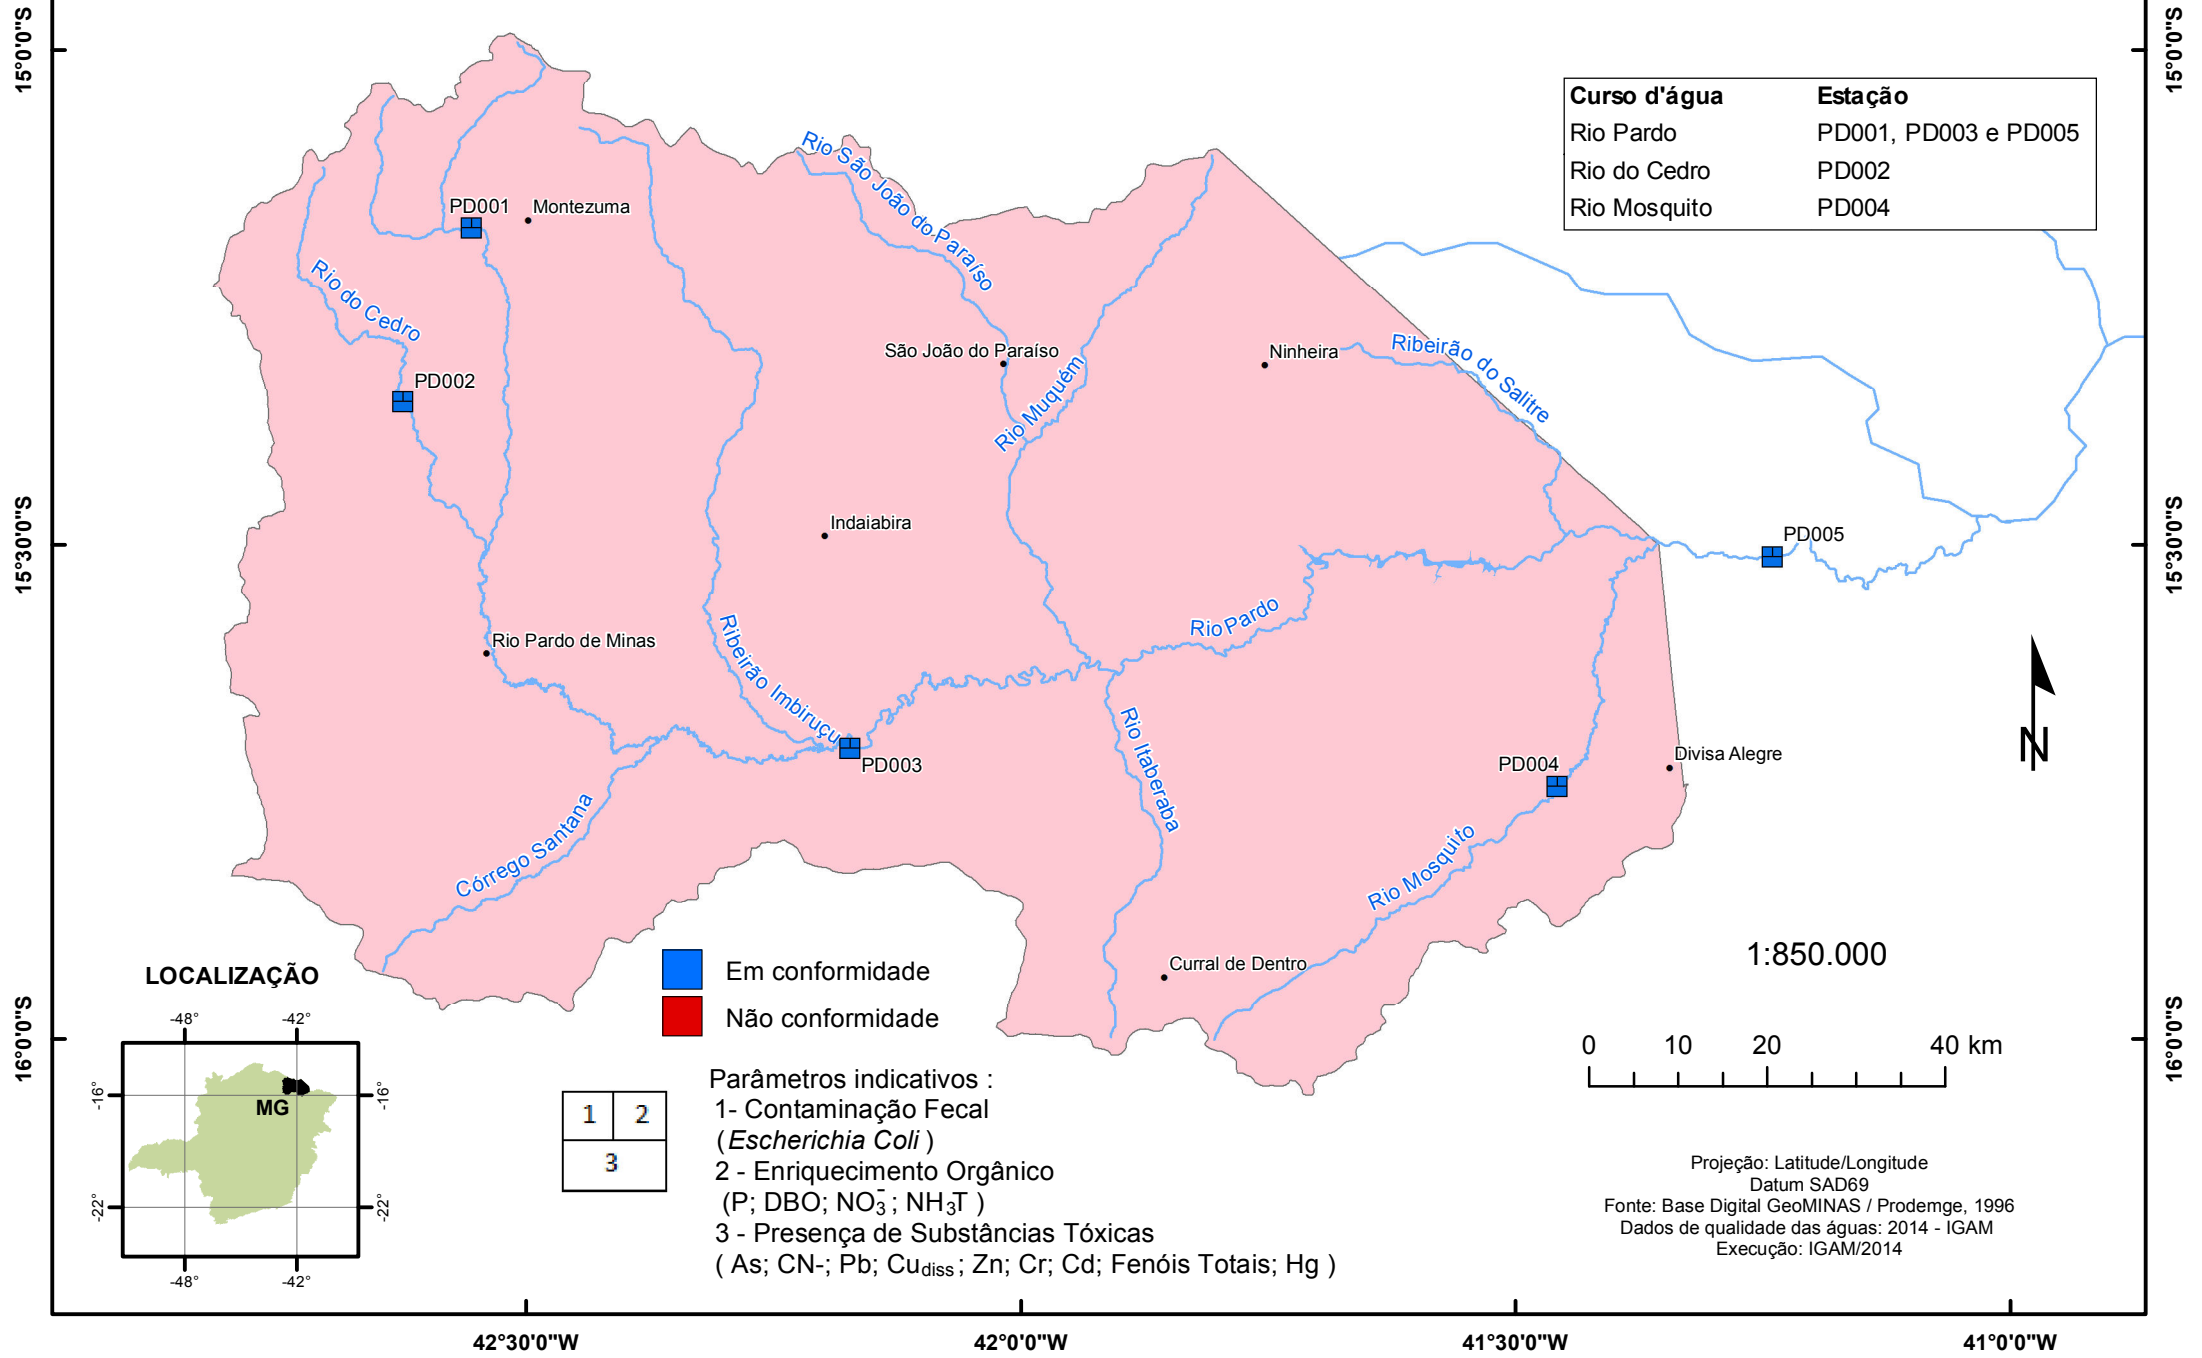 15°0'0"S
15°0'0"S
Curso d'água Estação
Rio Pardo PD001, PD003 e PD005
Rio do Cedro PD002
Rio Mosquito PD004
Rio São João do Paraíso
PD001
Montezuma
Rio do Cedro
São João do Paraíso
Ninheira
Ribeirão do Salitre
PD002
Rio Muquém
Indaiabira
15°30'0"S
15°30'0"S
PD005
Rio Pardo
Rio Pardo de Minas
Ribeirão Imbiruçu
Rio Itaberaba
PD003
PD004
Divisa Alegre
N
Córrego Santana
Rio Mosquito
Curral de Dentro
1:850.000
LOCALIZAÇÃO
-48° -42°
-16° -16°
MG
-22° -22°
-48° -42°
Em conformidade
Não conformidade
16°0'0"S
16°0'0"S
0 10 20 40 km
1 2
3
Parâmetros indicativos :
1- Contaminação Fecal
(Escherichia Coli )
2 - Enriquecimento Orgânico
(P; DBO; NO₃⁻; NH₃T )
3 - Presença de Substâncias Tóxicas
( As; CN-; Pb; Cudiss; Zn; Cr; Cd; Fenóis Totais; Hg )
Projeção: Latitude/Longitude
Datum SAD69
Fonte: Base Digital GeoMINAS / Prodemge, 1996
Dados de qualidade das águas: 2014 - IGAM
Execução: IGAM/2014
42°30'0"W 42°0'0"W 41°30'0"W 41°0'0"W